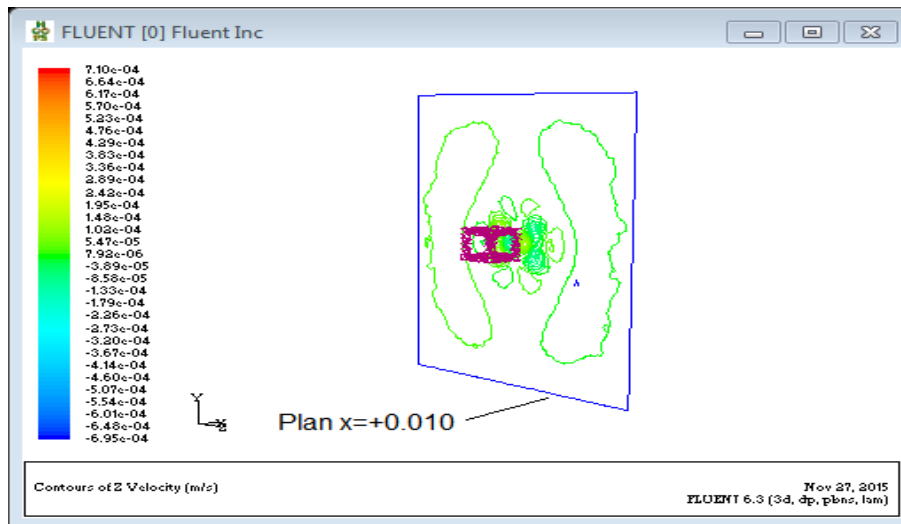 FLUENT [0] Fluent Inc
7.10e-04
6.64e-04
6.17e-04
5.70e-04
5.23e-04
4.76e-04
4.29e-04
3.83e-04
3.36e-04
2.89e-04
2.42e-04
1.95e-04
1.48e-04
1.02e-04
5.47e-05
7.92e-06
-3.89e-05
-8.58e-05
-1.33e-04
-1.79e-04
-2.26e-04
-2.73e-04
-3.20e-04
-3.67e-04
-4.14e-04
-4.60e-04
-5.07e-04
-5.54e-04
-6.01e-04
-6.48e-04
-6.95e-04
Y
Z
Plan x=+0.010
Contours of Z Velocity (m/s)
Nov 27, 2015
FLUENT 6.3 (3d, dp, pbns, lam)